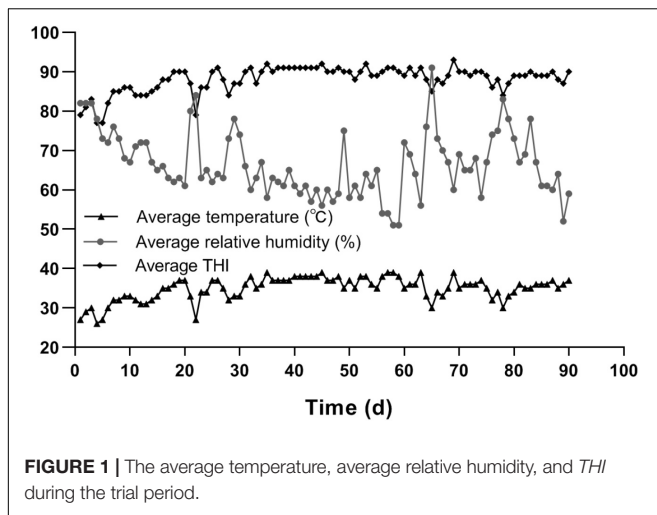 100
90
80
70
60
50
40
30
20
Average temperature (°C)
Average relative humidity (%)
Average THI
0 10 20 30 40 50 60 70 80 90 100
Time (d)
FIGURE 1 | The average temperature, average relative humidity, and THI
during the trial period.